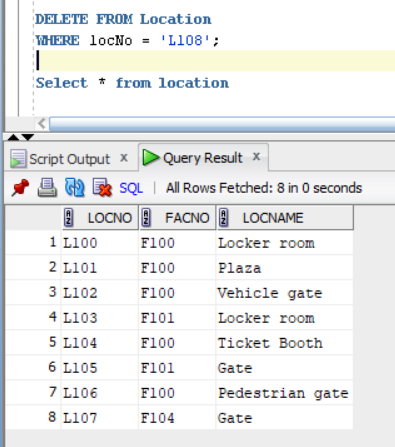 DELETE FROM Location
WHERE locNo = 'L108';
Select * from location
Script Output x Query Result x
SQL | All Rows Fetched: 8 in 0 seconds
LOCNO FACNO LOCNAME
1 L100 F100 Locker room
2 L101 F100 Plaza
3 L102 F100 Vehicle gate
4 L103 F101 Locker room
5 L104 F100 Ticket Booth
6 L105 F101 Gate
7 L106 F100 Pedestrian gate
8 L107 F104 Gate